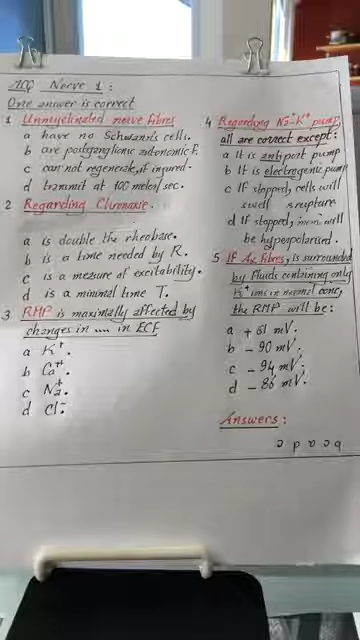 MCQ Nerve 1:
One answer is correct
1 Unmyelinated nerve fibres
a have no Schwann's cells.
b are postganglionic autonomic F.
c can not regenerate, if injured.
d transmit at 100 meter/sec.
2 Regarding Chronaxie.
a is double the rheobase.
b is a time needed by R.
c is a measure of excitability.
d is a minimal time T.
3 RMP is maximally affected by
changes in .... in ECF
a K+.
b Ca++.
c Na+.
d Cl-.
4 Regarding Na+-K+ pump,
all are correct except:
a It is antiport pump
b It is electrogenic pump
c If stopped, cells will
swell & rupture
d If stopped, mem. will
be hyperpolarised.
5 If A∝ fibres, is surrounded
by fluids containing only
K+ ions in normal conc,
the RMP will be:
a + 61 mV.
b - 90 mV.
c - 94 mV.
d - 86 mV.
Answers:
b c a d c